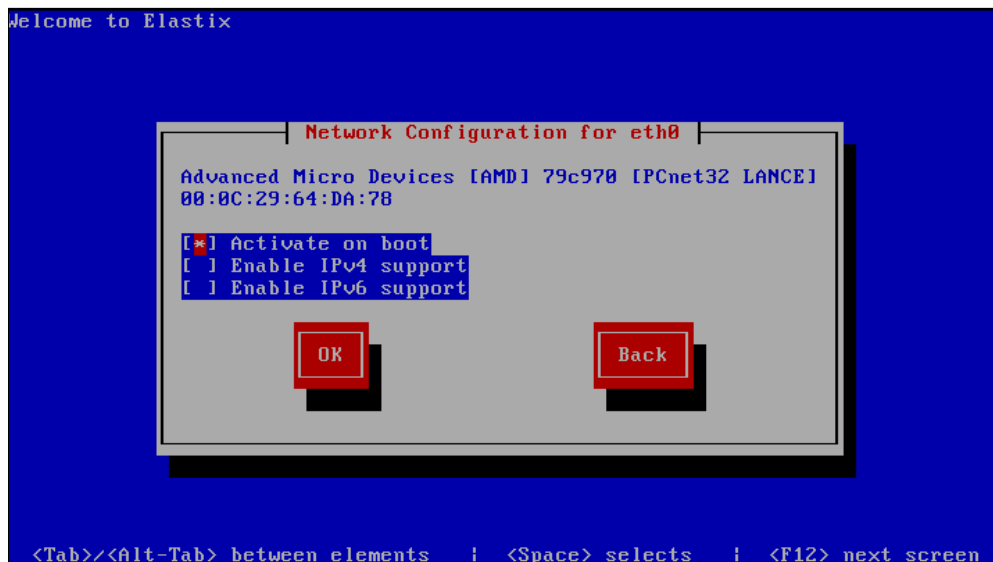 Welcome to Elastix
Network Configuration for eth0
Advanced Micro Devices [AMD] 79c970 [PCnet32 LANCE]
00:0C:29:64:DA:78
[*] Activate on boot
[ ] Enable IPv4 support
[ ] Enable IPv6 support
OK Back
<Tab>/<Alt-Tab> between elements | <Space> selects | <F12> next screen